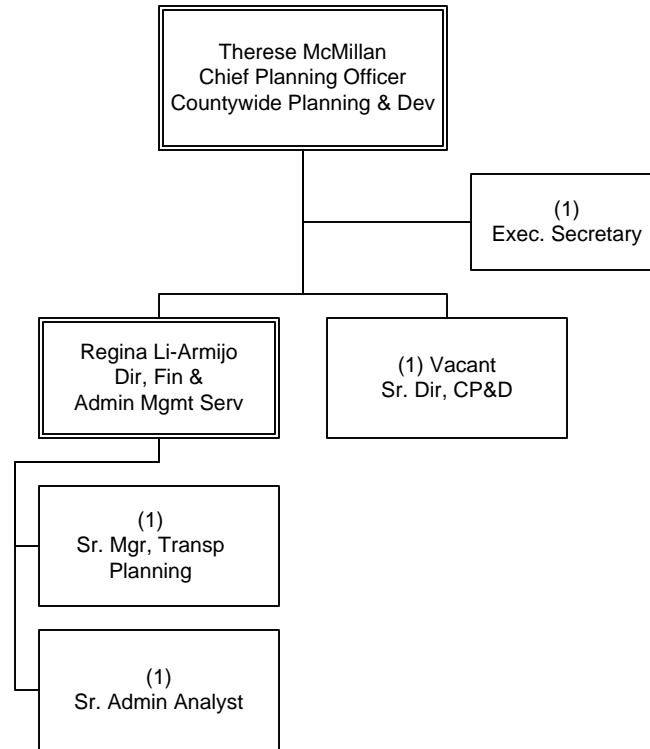 Therese McMillan
Chief Planning Officer
Countywide Planning & Dev
(1)
Exec. Secretary
Regina Li-Armijo
Dir, Fin &
Admin Mgmt Serv
(1) Vacant
Sr. Dir, CP&D
(1)
Sr. Mgr, Transp
Planning
(1)
Sr. Admin Analyst